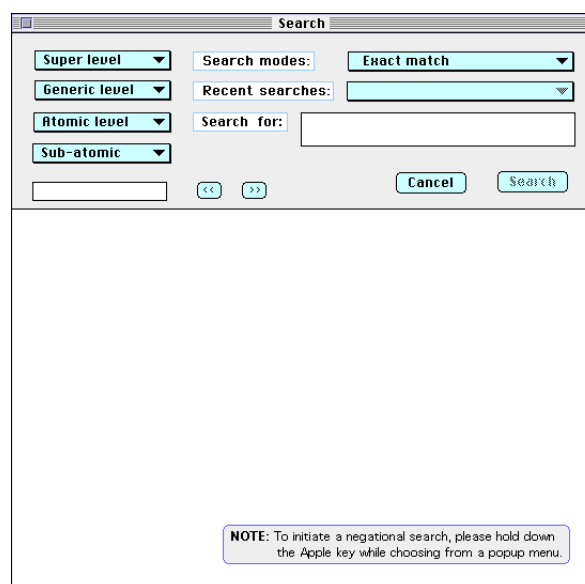 Search
Super level
Search modes:
Exact match
Generic level
Recent searches:
Atomic level
Search for:
Sub-atomic
<<
>>
Cancel
Search
NOTE: To initiate a negational search, please hold down
the Apple key while choosing from a popup menu.